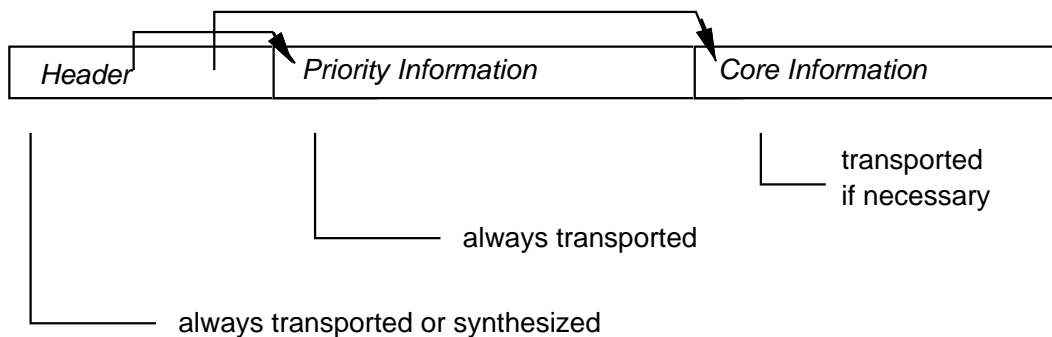 Header
Priority Information
Core Information
transported
if necessary
always transported
always transported or synthesized